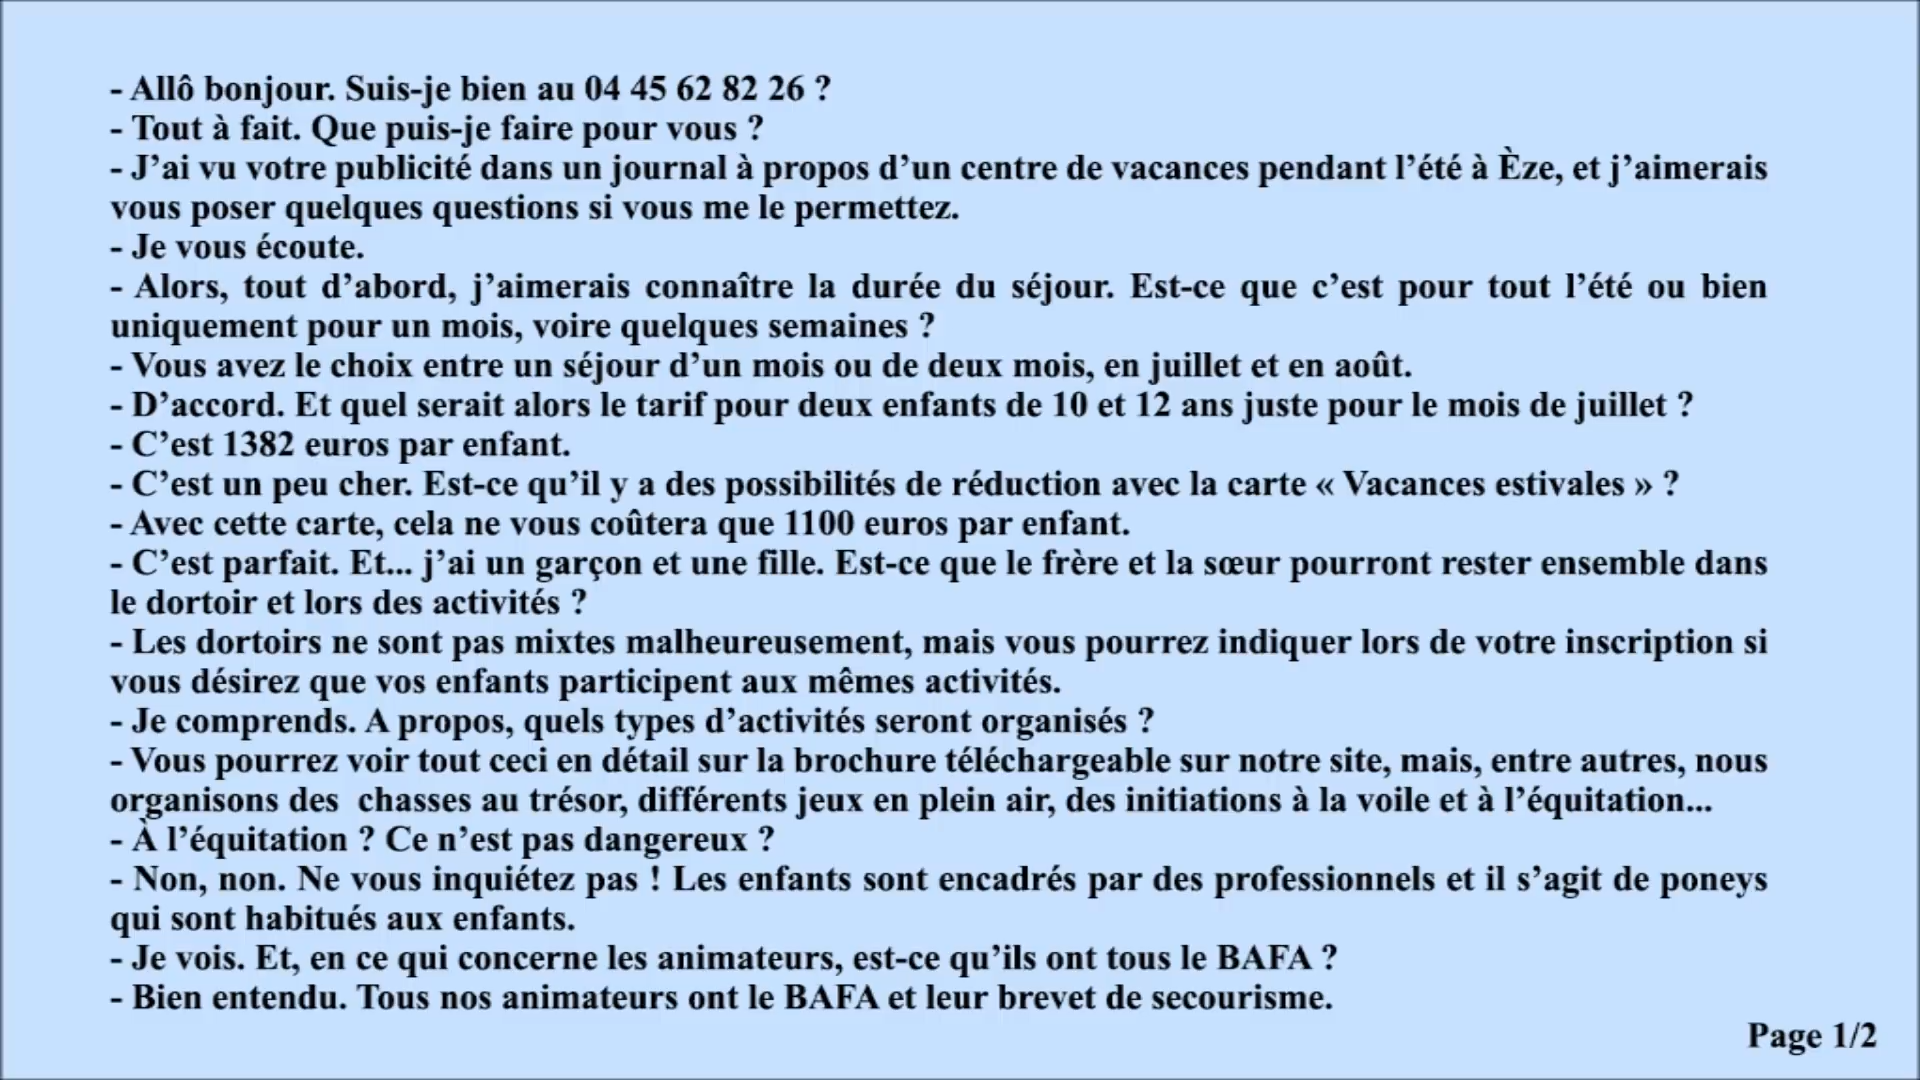 - Allô bonjour. Suis-je bien au 04 45 62 82 26 ?
- Tout à fait. Que puis-je faire pour vous ?
- J’ai vu votre publicité dans un journal à propos d’un centre de vacances pendant l’été à Èze, et j’aimerais
vous poser quelques questions si vous me le permettez.
- Je vous écoute.
- Alors, tout d’abord, j’aimerais connaître la durée du séjour. Est-ce que c’est pour tout l’été ou bien
uniquement pour un mois, voire quelques semaines ?
- Vous avez le choix entre un séjour d’un mois ou de deux mois, en juillet et en août.
- D’accord. Et quel serait alors le tarif pour deux enfants de 10 et 12 ans juste pour le mois de juillet ?
- C’est 1382 euros par enfant.
- C’est un peu cher. Est-ce qu’il y a des possibilités de réduction avec la carte « Vacances estivales » ?
- Avec cette carte, cela ne vous coûtera que 1100 euros par enfant.
- C’est parfait. Et... j’ai un garçon et une fille. Est-ce que le frère et la sœur pourront rester ensemble dans
le dortoir et lors des activités ?
- Les dortoirs ne sont pas mixtes malheureusement, mais vous pourrez indiquer lors de votre inscription si
vous désirez que vos enfants participent aux mêmes activités.
- Je comprends. A propos, quels types d’activités seront organisés ?
- Vous pourrez voir tout ceci en détail sur la brochure téléchargeable sur notre site, mais, entre autres, nous
organisons des  chasses au trésor, différents jeux en plein air, des initiations à la voile et à l’équitation...
- À l’équitation ? Ce n’est pas dangereux ?
- Non, non. Ne vous inquiétez pas ! Les enfants sont encadrés par des professionnels et il s’agit de poneys
qui sont habitués aux enfants.
- Je vois. Et, en ce qui concerne les animateurs, est-ce qu’ils ont tous le BAFA ?
- Bien entendu. Tous nos animateurs ont le BAFA et leur brevet de secourisme.
Page 1/2